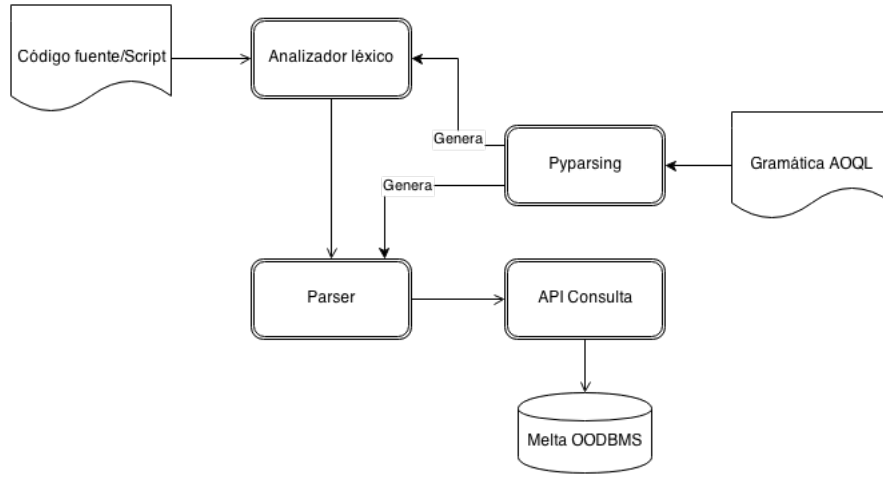 Código fuente/Script
Analizador léxico
Genera
Pyparsing
Gramática AOQL
Genera
Parser
API Consulta
Melta OODBMS